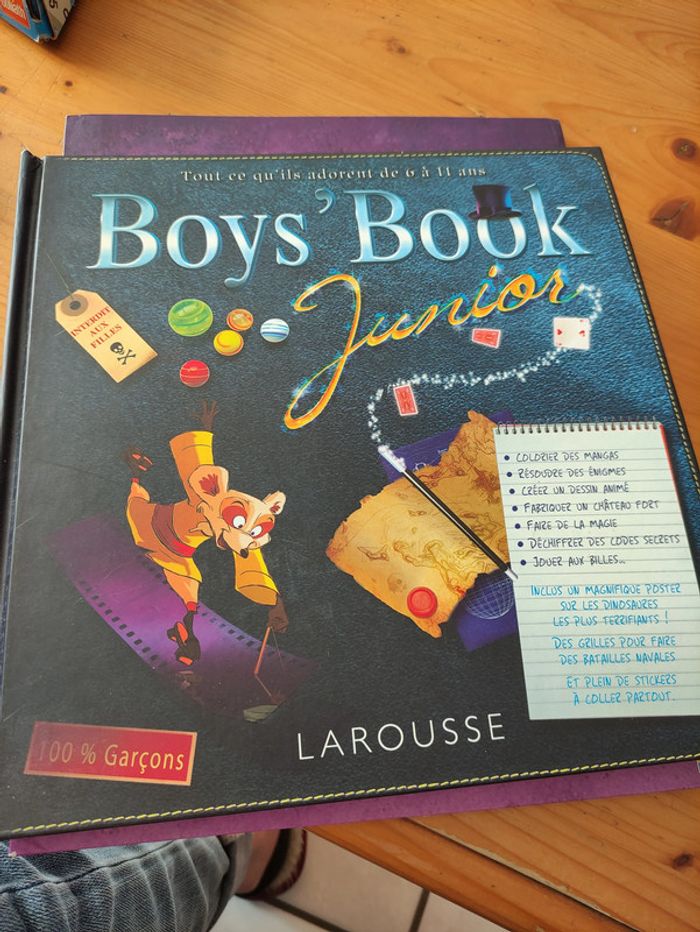 Tout ce qu'ils adorent de 6 à 11 ans
Boys' Book
Junior
INTERDIT
AUX
FILLES
• COLORIER DES MANGAS
• RÉSOUDRE DES ÉNIGMES
• CRÉER UN DESSIN ANIMÉ
• FABRIQUER UN CHÂTEAU FORT
• FAIRE DE LA MAGIE
• DÉCHIFFRER DES CODES SECRETS
• JOUER AUX BILLES..
INCLUS UN MAGNIFIQUE POSTER
SUR LES DINOSAURES
LES PLUS TERRIFIANTS !
DES GRILLES POUR FAIRE
DES BATAILLES NAVALES
ET PLEIN DE STICKERS
À COLLER PARTOUT.
100 % Garçons
LAROUSSE